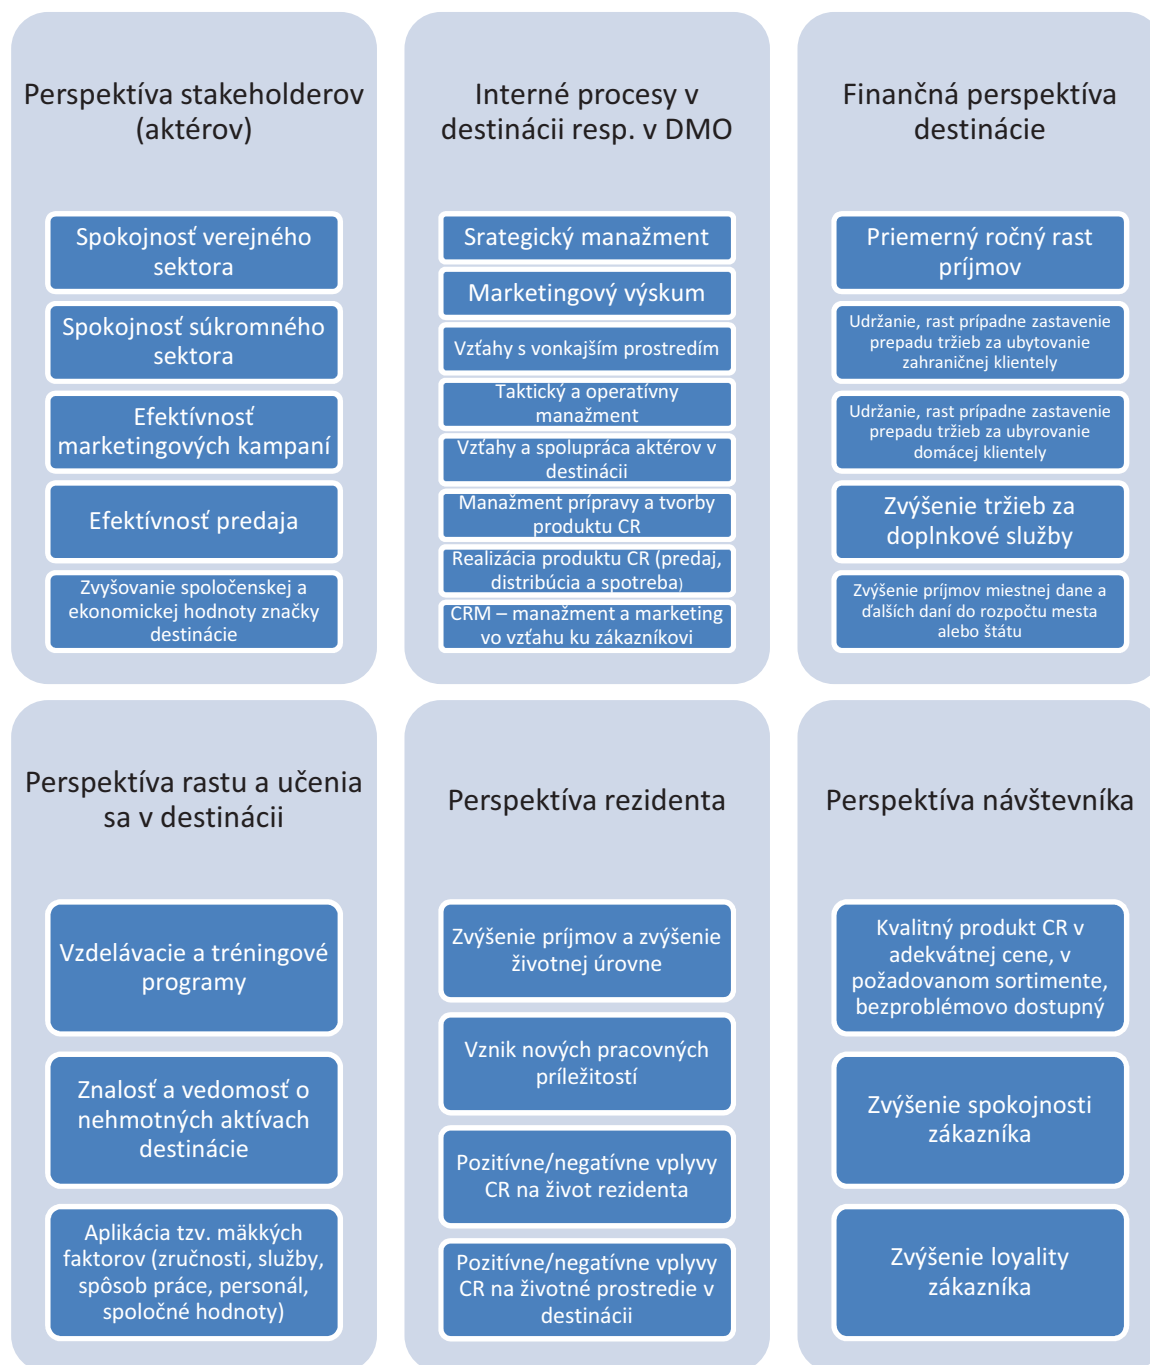 Perspektíva stakeholderov
(aktérov)
Spokojnosť verejného
sektora
Spokojnosť súkromného
sektora
Efektívnosť
marketingových kampaní
Efektívnosť predaja
Zvyšovanie spoločenskej a
ekonomickej hodnoty značky
destinácie
Interné procesy v
destinácii resp. v DMO
Srategický manažment
Marketingový výskum
Vzťahy s vonkajším prostredím
Taktický a operatívny
manažment
Vzťahy a spolupráca aktérov v
destinácii
Manažment prípravy a tvorby
produktu CR
Realizácia produktu CR (predaj,
distribúcia a spotreba)
CRM – manažment a marketing
vo vzťahu ku zákazníkovi
Finančná perspektíva
destinácie
Priemerný ročný rast
príjmov
Udržanie, rast prípadne zastavenie
prepadu tržieb za ubytovanie
zahraničnej klientely
Udržanie, rast prípadne zastavenie
prepadu tržieb za ubyrovanie
domácej klientely
Zvýšenie tržieb za
doplnkové služby
Zvýšenie príjmov miestnej dane a
ďalších daní do rozpočtu mesta
alebo štátu
Perspektíva rastu a učenia
sa v destinácii
Vzdelávacie a tréningové
programy
Znalosť a vedomosť o
nehmotných aktívach
destinácie
Aplikácia tzv. mäkkých
faktorov (zručnosti, služby,
spôsob práce, personál,
spoločné hodnoty)
Perspektíva rezidenta
Zvýšenie príjmov a zvýšenie
životnej úrovne
Vznik nových pracovných
príležitostí
Pozitívne/negatívne vplyvy
CR na život rezidenta
Pozitívne/negatívne vplyvy
CR na životné prostredie v
destinácii
Perspektíva návštevníka
Kvalitný produkt CR v
adekvátnej cene, v
požadovanom sortimente,
bezproblémovo dostupný
Zvýšenie spokojnosti
zákazníka
Zvýšenie loyality
zákazníka